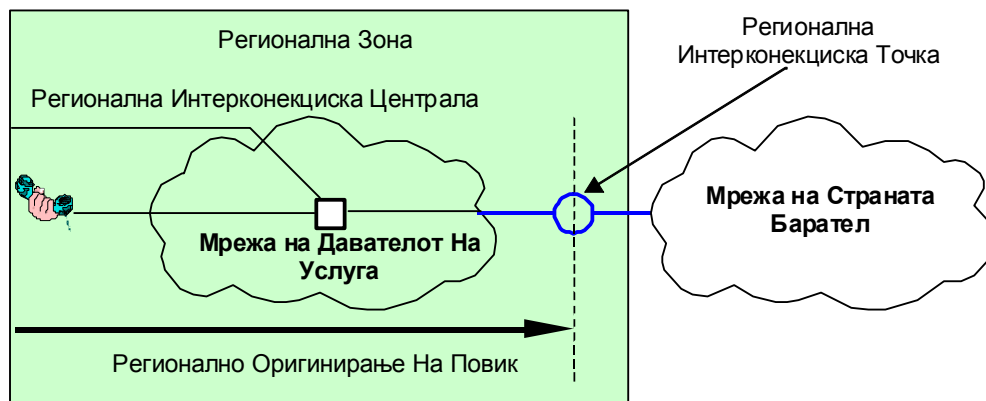 Регионална Зона
Регионална
Интерконекциска Точка
Регионална Интерконекциска Централа
Мрежа на Давателот На
Услуга
Мрежа на Страната
Барател
Регионално Оригинирање На Повик